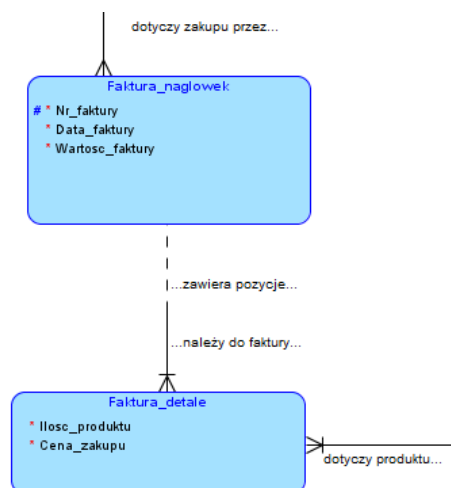 dotyczy zakupu przez...
Faktura_naglowek
# * Nr_faktury
* Data_faktury
* Wartosc_faktury
...zawiera pozycje...
...należy do faktury...
Faktura_detale
* Ilosc_produktu
* Cena_zakupu
dotyczy produktu...